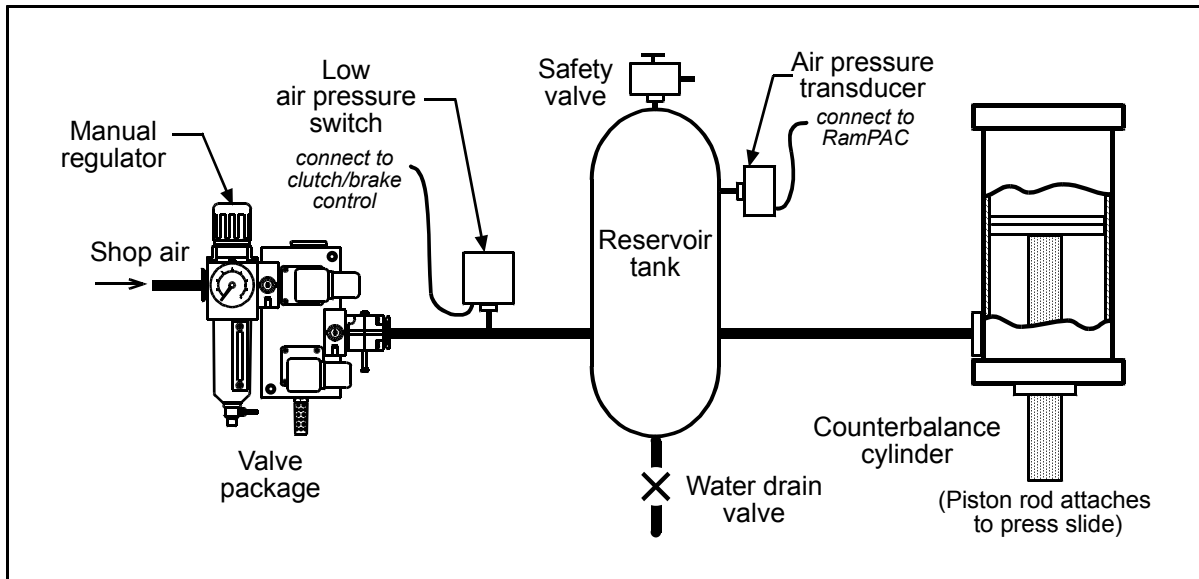 Manual
regulator
Shop air
Low
air pressure
switch
connect to
clutch/brake
control
Valve
package
Safety
valve
Reservoir
tank
Water drain
valve
Air pressure
transducer
connect to
RamPAC
Counterbalance
cylinder
(Piston rod attaches
to press slide)